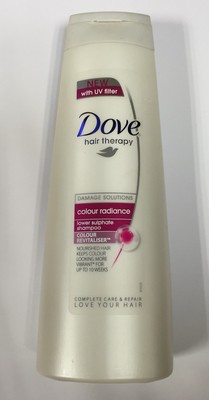 NEW
with UV filter
Dove
hair therapy
DAMAGE SOLUTIONS
colour radiance
lower sulphate
shampoo
COLOUR
REVITALISER™
NOURISHED HAIR
KEEPS COLOUR
LOOKING MORE
VIBRANT* FOR
UP TO 10 WEEKS
COMPLETE CARE & REPAIR
LOVE YOUR HAIR